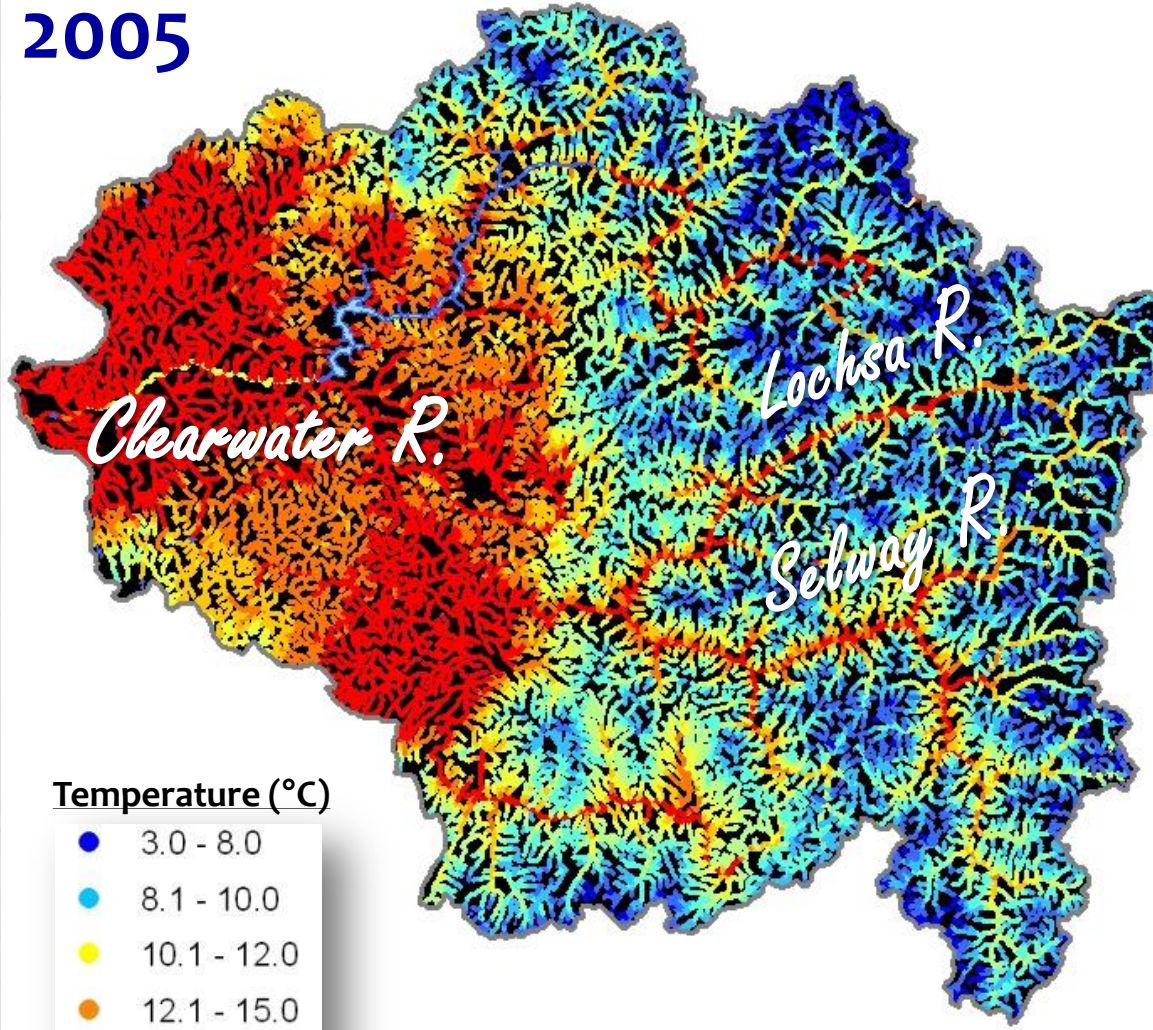 2005
Lochsa R.
Clearwater R.
Selway R.
Temperature (°C)
3.0 - 8.0
8.1 - 10.0
10.1 - 12.0
12.1 - 15.0